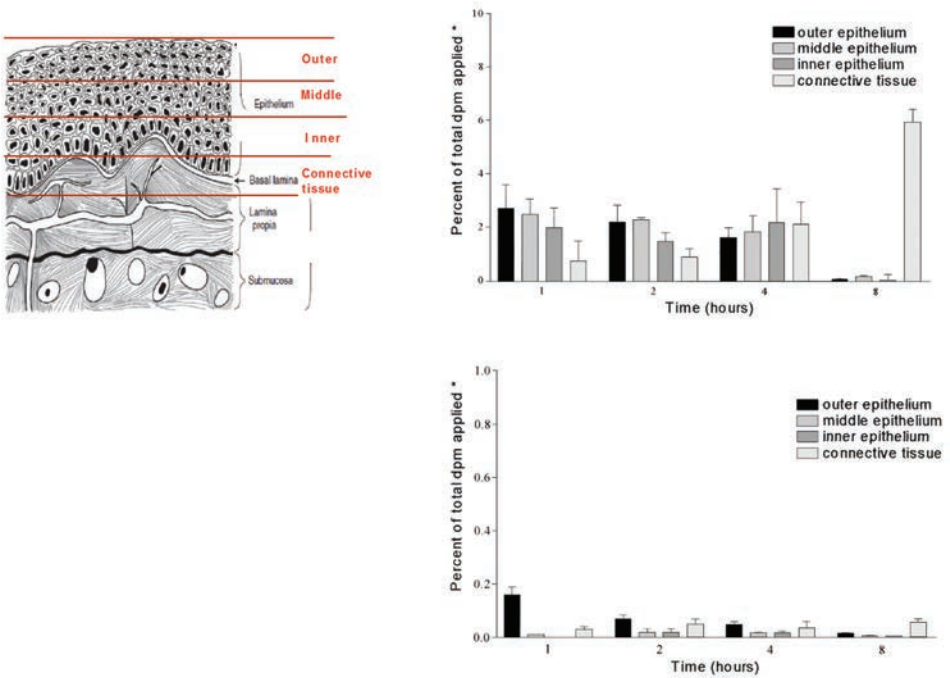 Outer
Middle
Epithelium
Inner
Connective
tissue
Basal lamina
Lamina
propia
Submucosa
Percent of total dpm applied *
10
8
6
4
2
0
outer epithelium
middle epithelium
inner epithelium
connective tissue
1 2 4 8
Time (hours)
Percent of total dpm applied *
1.0
0.8
0.6
0.4
0.2
0.0
outer epithelium
middle epithelium
inner epithelium
connective tissue
1 2 4 8
Time (hours)